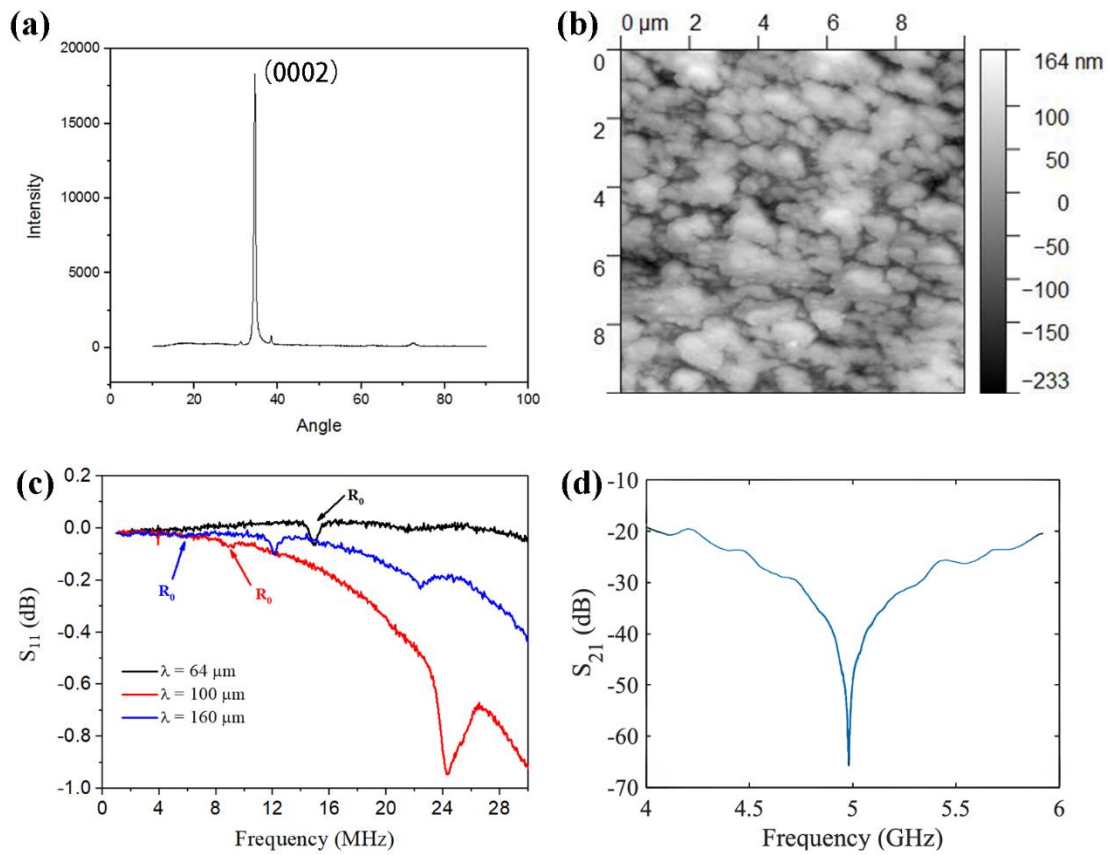 (a)
20000
15000
10000
5000
0
0 20 40 60 80 100
Intensity
Angle
(0002)
(b)
0 μm 2 4 6 8
0
2
4
6
8
164 nm
100
50
0
−50
−100
−150
−233
(c)
0.2
0.0
-0.2
-0.4
-0.6
-0.8
-1.0
S11 (dB)
R0
R0
R0
λ = 64 μm
λ = 100 μm
λ = 160 μm
0 4 8 12 16 20 24 28
Frequency (MHz)
(d)
-10
-20
-30
-40
-50
-60
-70
S21 (dB)
4 4.5 5 5.5 6
Frequency (GHz)